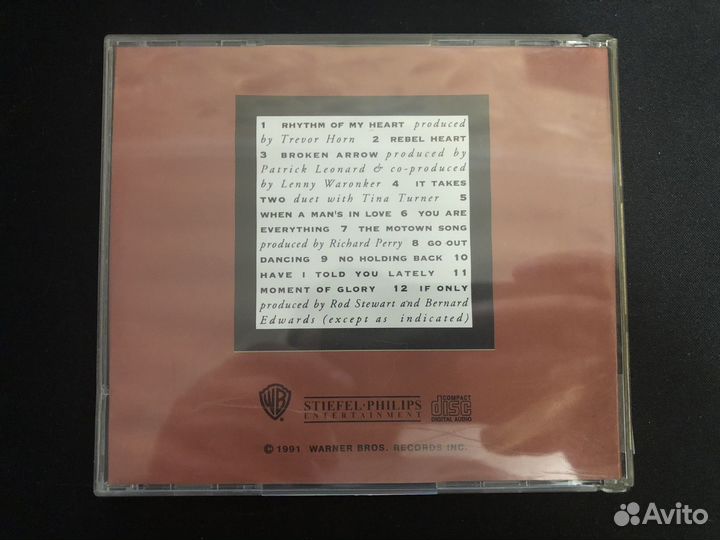 1 RHYTHM OF MY HEART produced
by Trevor Horn 2 REBEL HEART
3 BROKEN ARROW produced by
Patrick Leonard & co-produced
by Lenny Waronker 4 IT TAKES
TWO duet with Tina Turner 5
WHEN A MAN'S IN LOVE 6 YOU ARE
EVERYTHING 7 THE MOTOWN SONG
produced by Richard Perry 8 GO OUT
DANCING 9 NO HOLDING BACK 10
HAVE I TOLD YOU LATELY 11
MOMENT OF GLORY 12 IF ONLY
produced by Rod Stewart and Bernard
Edwards (except as indicated)
WB
STIEFEL·PHILIPS
ENTERTAINMENT
COMPACT
disc
DIGITAL AUDIO
© 1991 WARNER BROS. RECORDS INC.
Avito